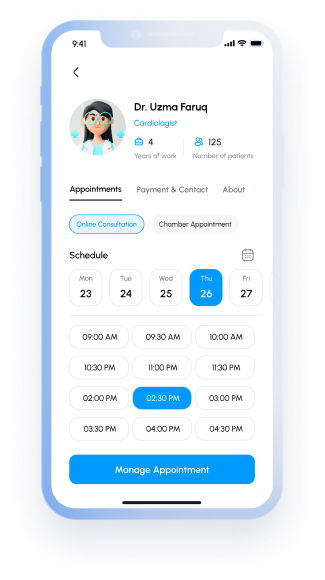 9:41
Dr. Uzma Faruq
Cardiologist
4 125
Years of work Number of patients
Appointments Payment & Contact About
Online Consultation Chamber Appointment
Schedule
Mon Tue Wed Thu Fri
23 24 25 26 27
09:00 AM 09:30 AM 10:00 AM
10:30 PM 11:00 PM 11:30 PM
02:00 PM 02:30 PM 03:00 PM
03:30 PM 04:00 PM 04:30 PM
Manage Appointment